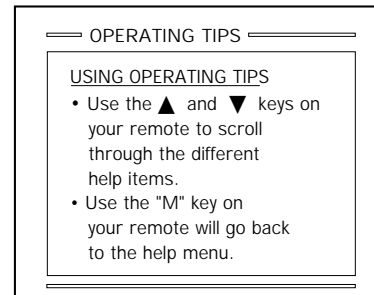 OPERATING TIPS
USING OPERATING TIPS
• Use the ▲ and ▼ keys on
your remote to scroll
through the different
help items.
• Use the "M" key on
your remote will go back
to the help menu.